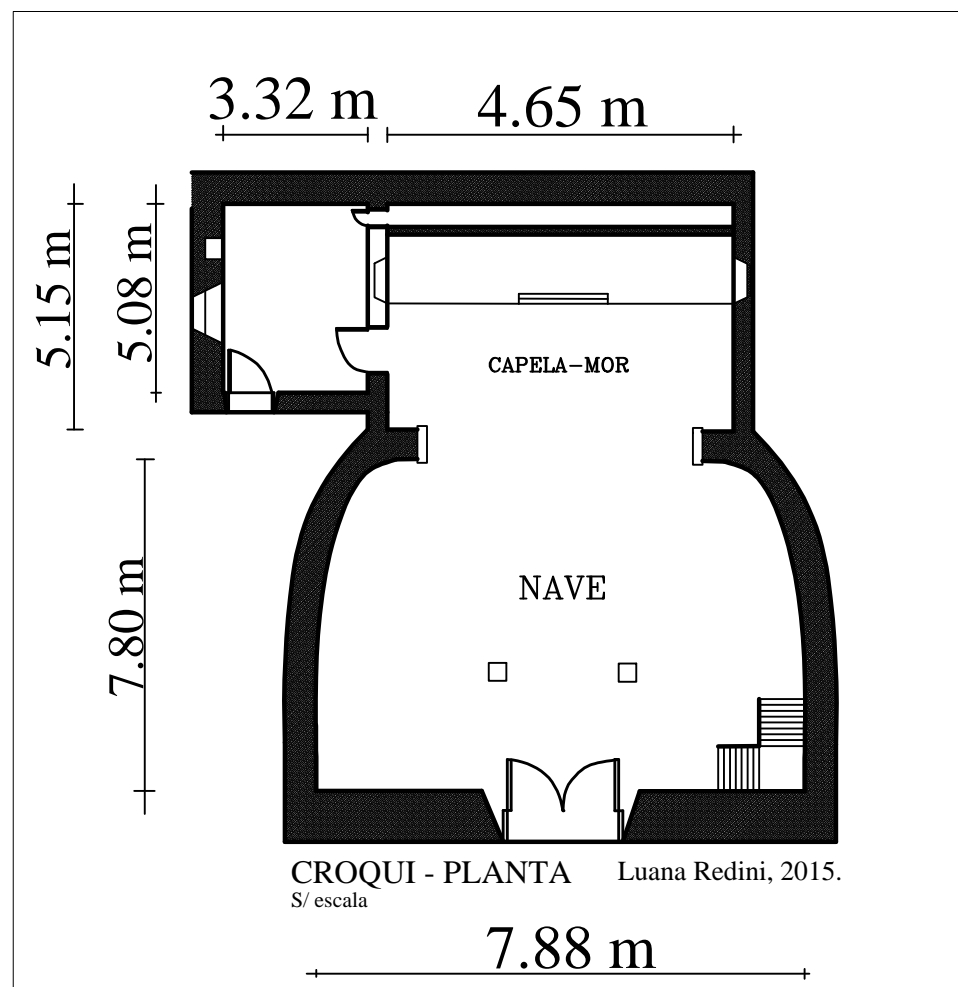 3.32 m
4.65 m
5.15 m
5.08 m
CAPELA-MOR
NAVE
7.80 m
CROQUI - PLANTA
Luana Redini, 2015.
S/ escala
7.88 m